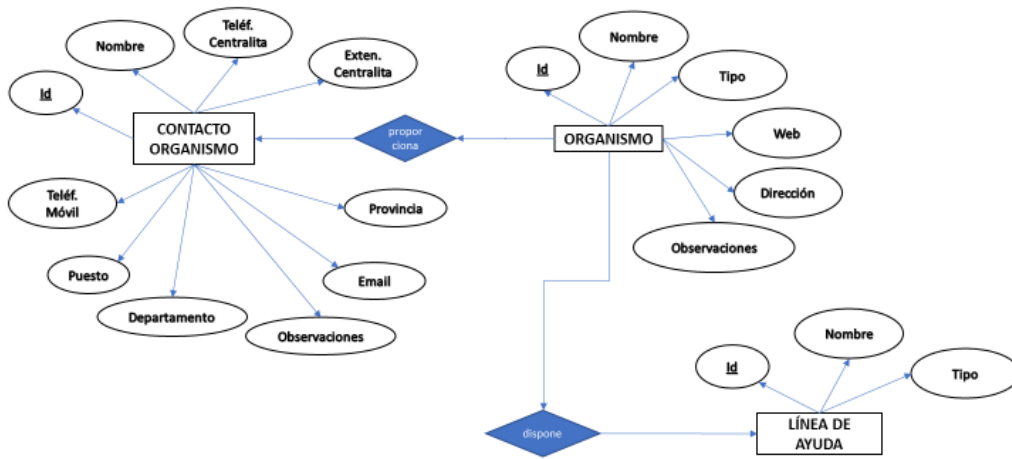 Teléf.
Centralita
Nombre
Exten.
Centralita
Id
CONTACTO
ORGANISMO
Teléf.
Móvil
Provincia
Puesto
Email
Departamento
Observaciones
propor
ciona
Nombre
Id
Tipo
ORGANISMO
Web
Dirección
Observaciones
dispone
Nombre
Id
Tipo
LÍNEA DE
AYUDA